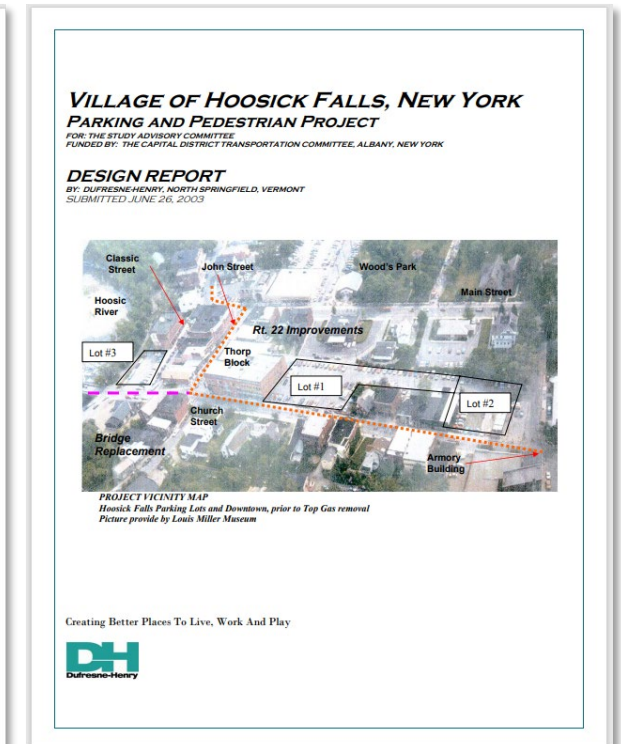 VILLAGE OF HOOSICK FALLS, NEW YORK
PARKING AND PEDESTRIAN PROJECT
FOR: THE STUDY ADVISORY COMMITTEE
FUNDED BY: THE CAPITAL DISTRICT TRANSPORTATION COMMITTEE, ALBANY, NEW YORK
DESIGN REPORT
BY: DUFRESNE-HENRY, NORTH SPRINGFIELD, VERMONT
SUBMITTED JUNE 26, 2003
Classic
Street
John Street
Wood's Park
Main Street
Hoosic
River
Rt. 22 Improvements
Lot #3
Thorp
Block
Lot #1
Lot #2
Church
Street
Bridge
Replacement
Armory
Building
PROJECT VICINITY MAP
Hoosick Falls Parking Lots and Downtown, prior to Top Gas removal
Picture provide by Louis Miller Museum
Creating Better Places To Live, Work And Play
DH
Dufresne-Henry